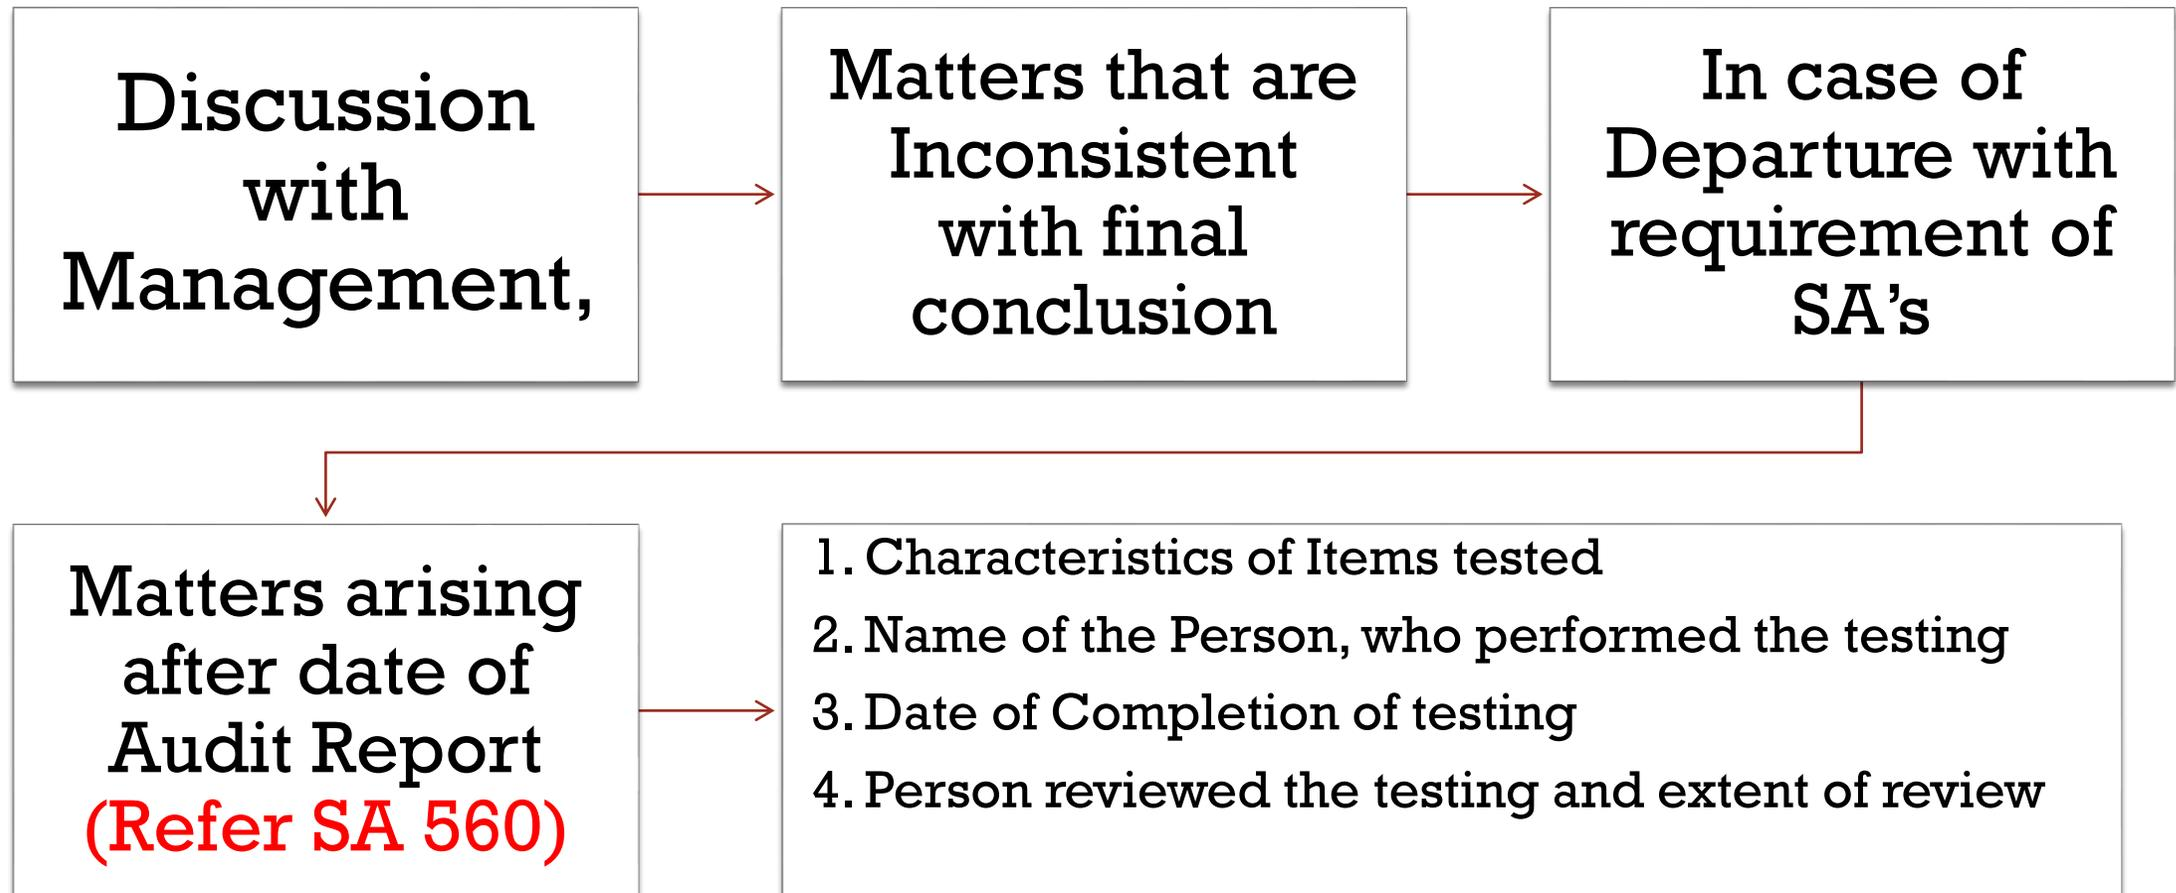 Discussion
with
Management,
Matters that are
Inconsistent
with final
conclusion
In case of
Departure with
requirement of
SA’s
Matters arising
after date of
Audit Report
(Refer SA 560)
1. Characteristics of Items tested
2. Name of the Person, who performed the testing
3. Date of Completion of testing
4. Person reviewed the testing and extent of review